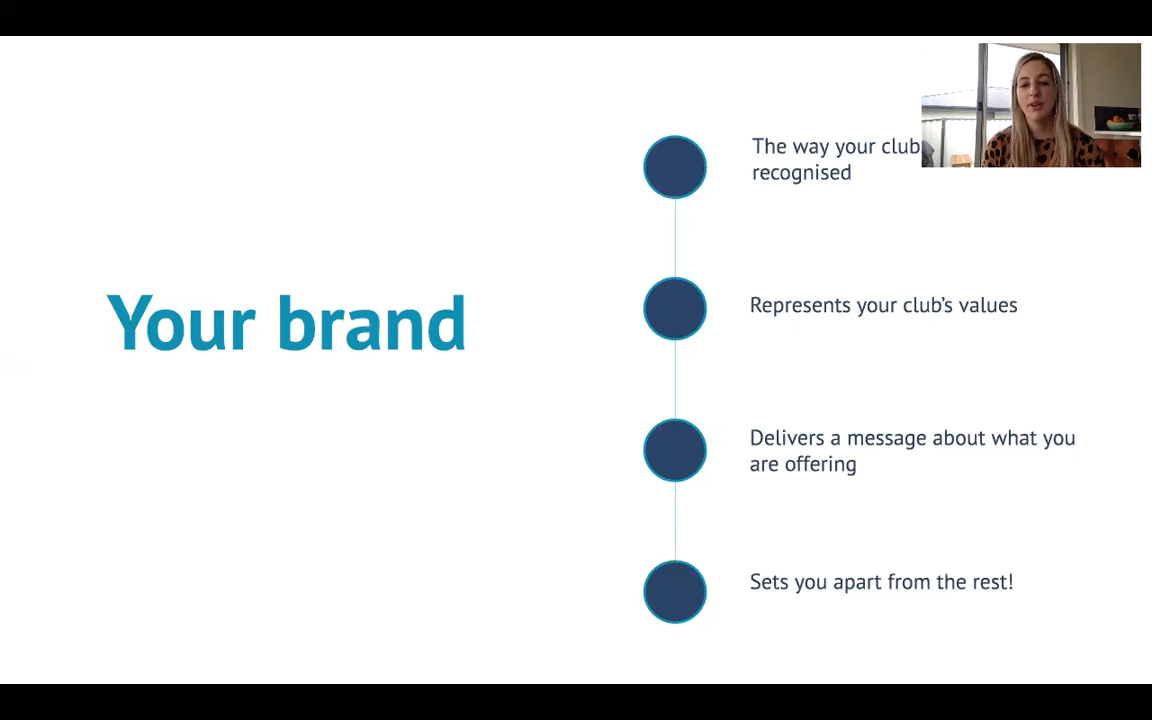 Your brand
The way your club
recognised
Represents your club's values
Delivers a message about what you
are offering
Sets you apart from the rest!